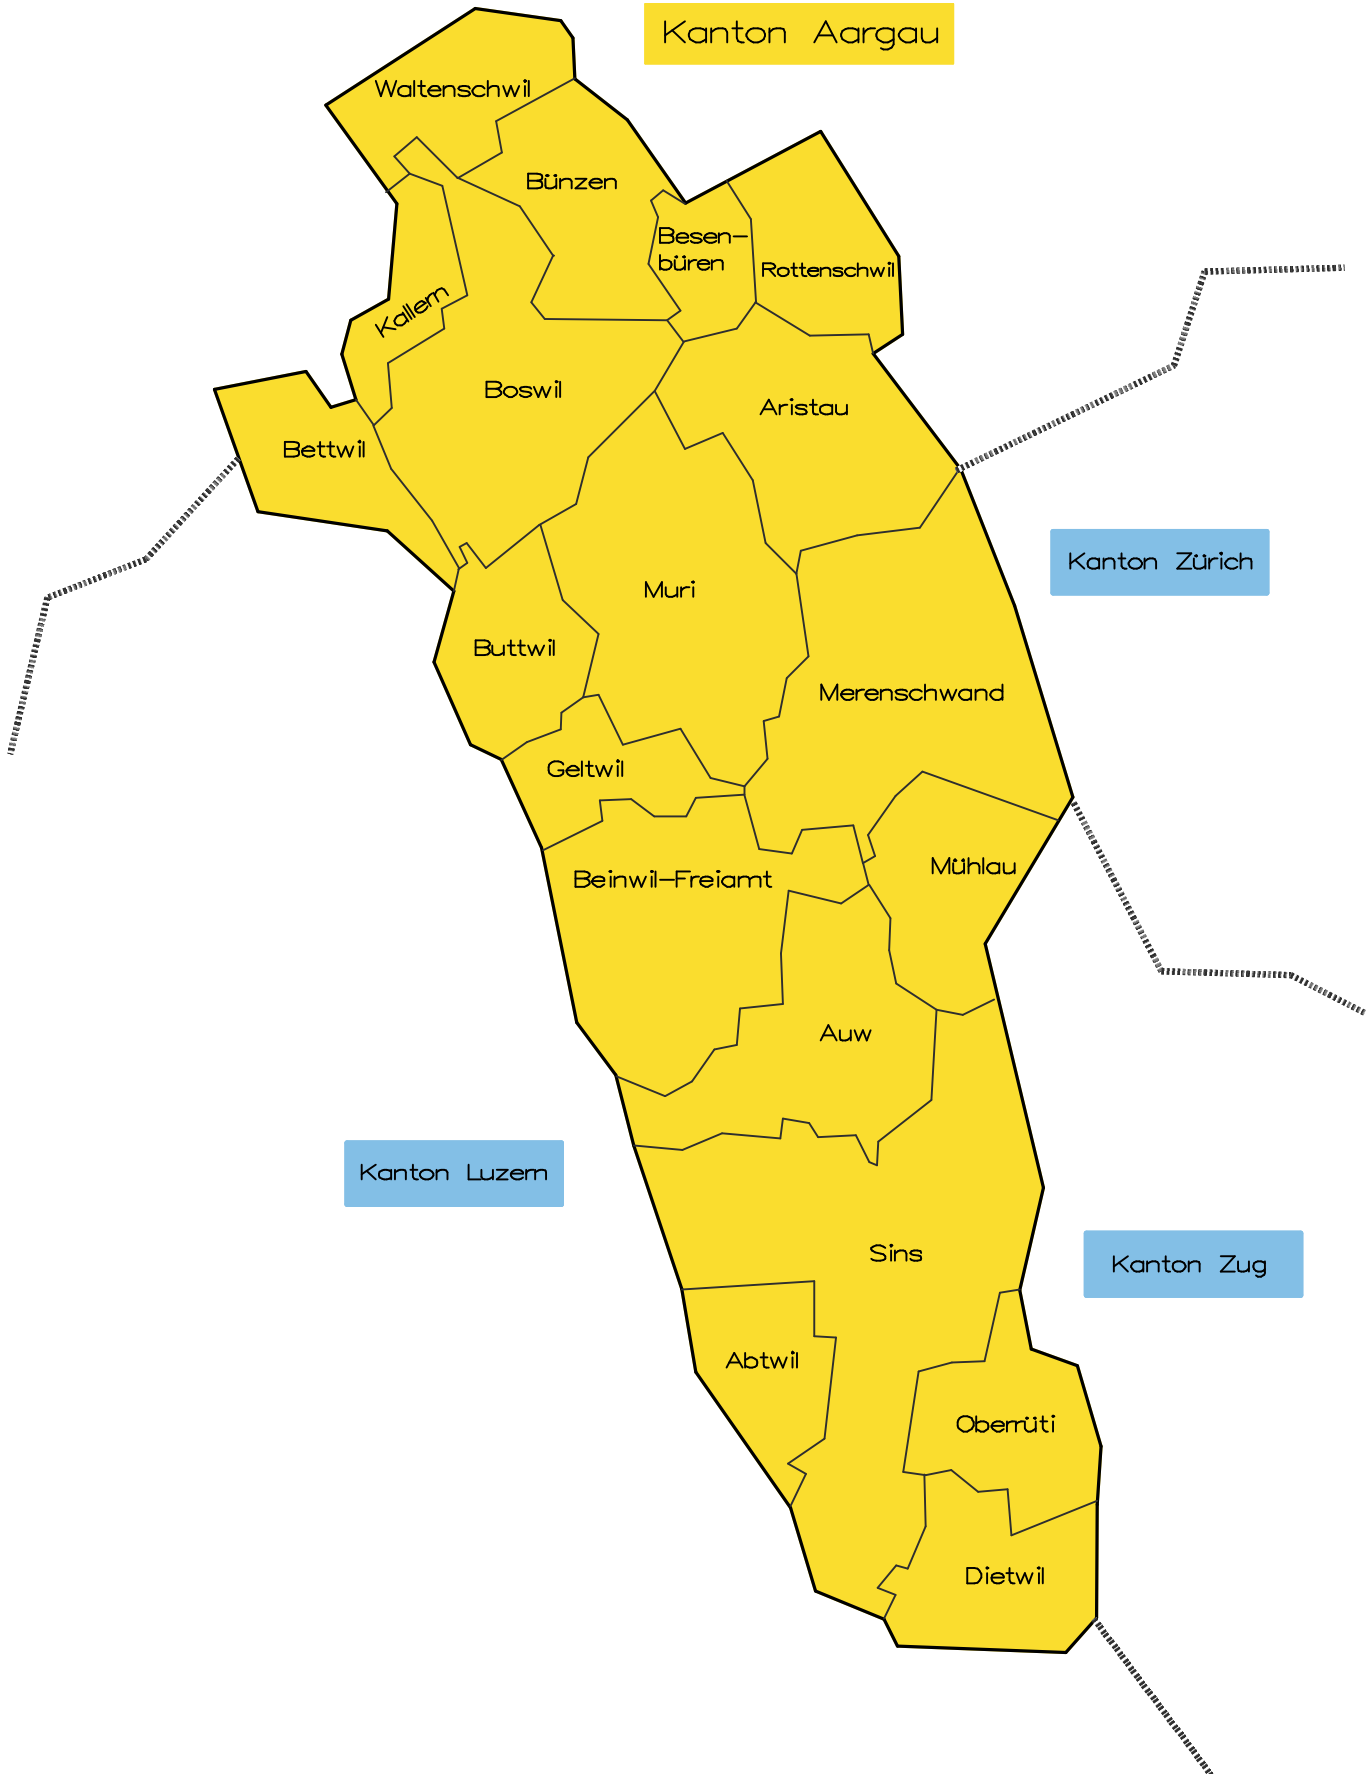 Kanton Aargau
Waltenschwil
Bünzen
Besen-
büren
Rottenschwil
Kallern
Boswil
Aristau
Bettwil
Kanton Zürich
Muri
Buttwil
Merenschwand
Geltwil
Mühlau
Beinwil-Freiamt
Auw
Kanton Luzern
Sins
Kanton Zug
Abtwil
Oberrüti
Dietwil